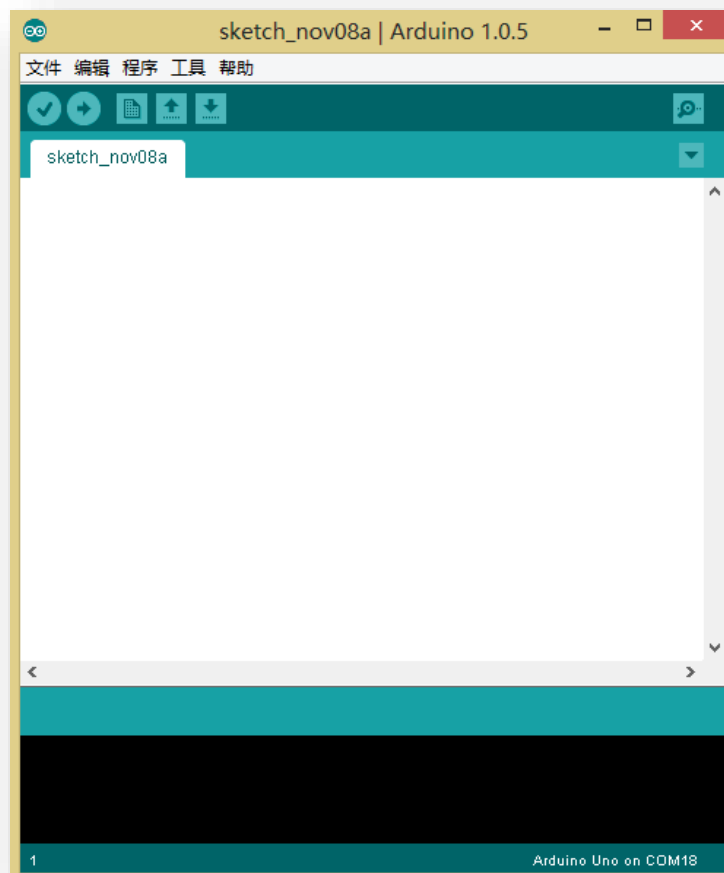 sketch_nov08a | Arduino 1.0.5
文件 编辑 程序 工具 帮助
sketch_nov08a
1
Arduino Uno on COM18